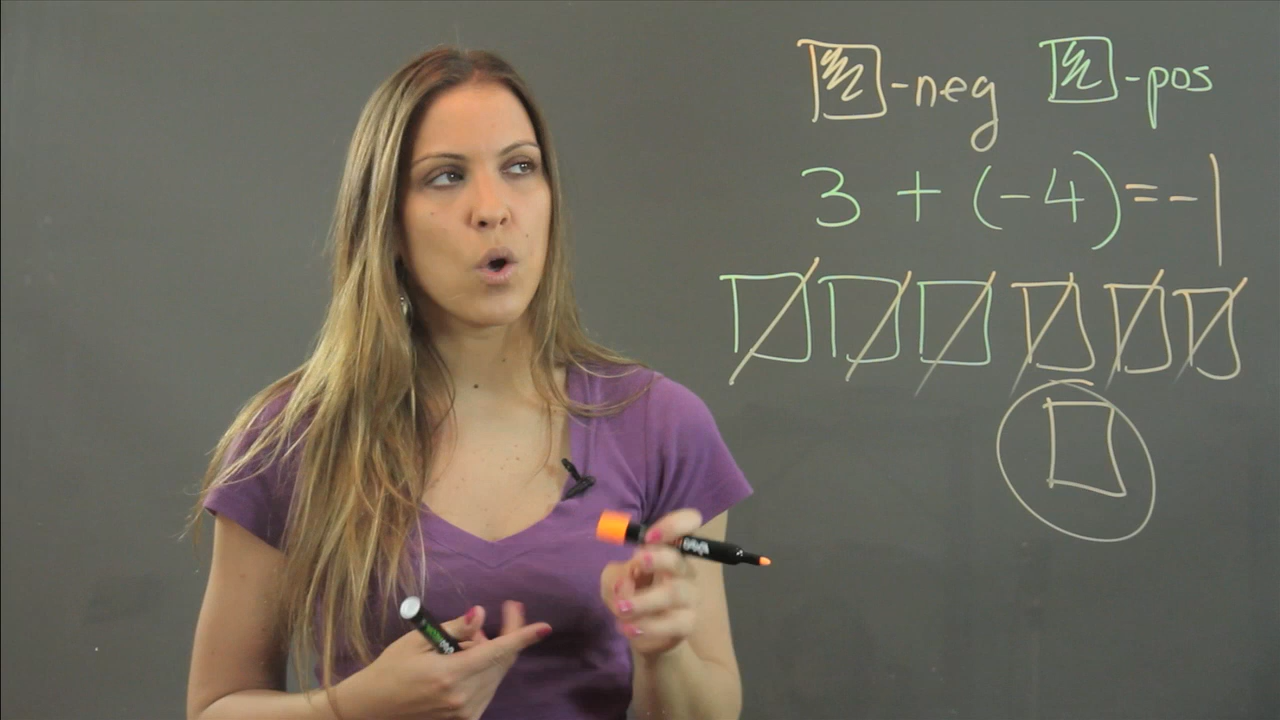 -neg -pos
3 + (-4) = -1